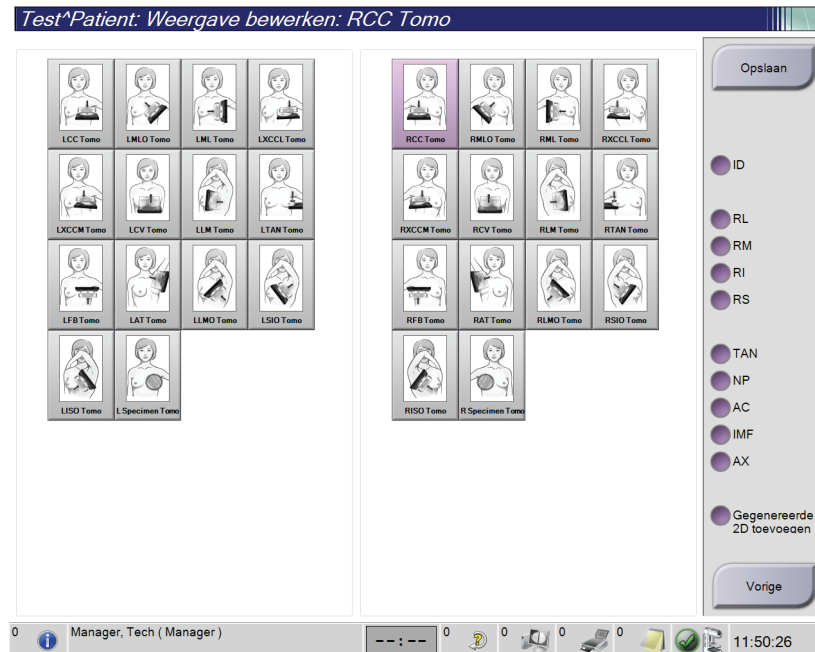 Test^Patient: Weergave bewerken: RCC Tomo
LCC Tomo
LMLO Tomo
LML Tomo
LXCCL Tomo
LXCCM Tomo
LCV Tomo
LLM Tomo
LTAN Tomo
LFB Tomo
LAT Tomo
LLMO Tomo
LSIO Tomo
LISO Tomo
L Specimen Tomo
RCC Tomo
RMLO Tomo
RML Tomo
RXCCL Tomo
RXCCM Tomo
RCV Tomo
RLM Tomo
RTAN Tomo
RFB Tomo
RAT Tomo
RLMO Tomo
RSIO Tomo
RISO Tomo
R Specimen Tomo
Opslaan
ID
RL
RM
RI
RS
TAN
NP
AC
IMF
AX
Gegenereerde
2D toevoegen
Vorige
0
Manager, Tech ( Manager )
--:--
0
0
0
0
11:50:26